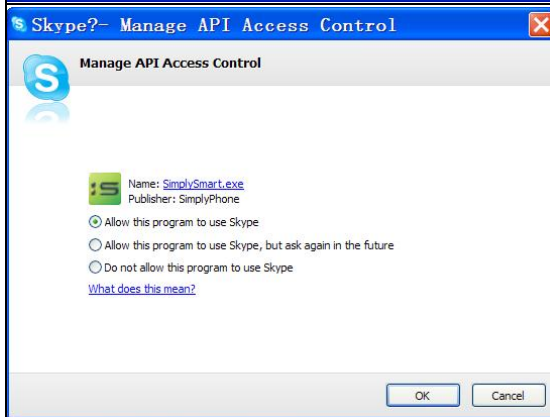 Skype?- Manage API Access Control
Manage API Access Control
Name: SimplySmart.exe
Publisher: SimplyPhone
Allow this program to use Skype
Allow this program to use Skype, but ask again in the future
Do not allow this program to use Skype
What does this mean?
OK Cancel